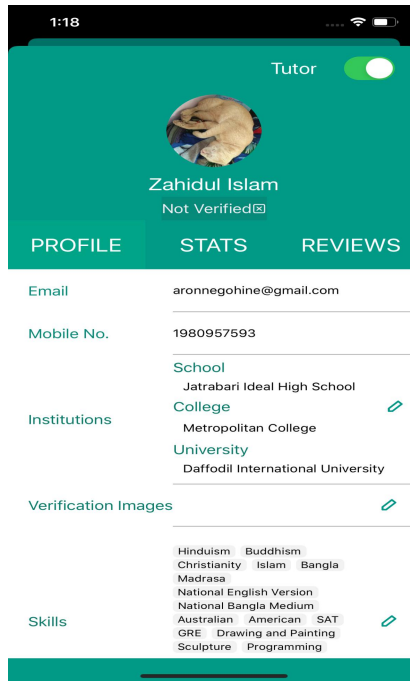 1:18
Tutor
Zahidul Islam
Not Verified
PROFILE STATS REVIEWS
Email aronnegohine@gmail.com
Mobile No. 1980957593
Institutions
School
Jatrabari Ideal High School
College
Metropolitan College
University
Daffodil International University
Verification Images
Skills
Hinduism Buddhism
Christianity Islam Bangla
Madrasa
National English Version
National Bangla Medium
Australian American SAT
GRE Drawing and Painting
Sculpture Programming